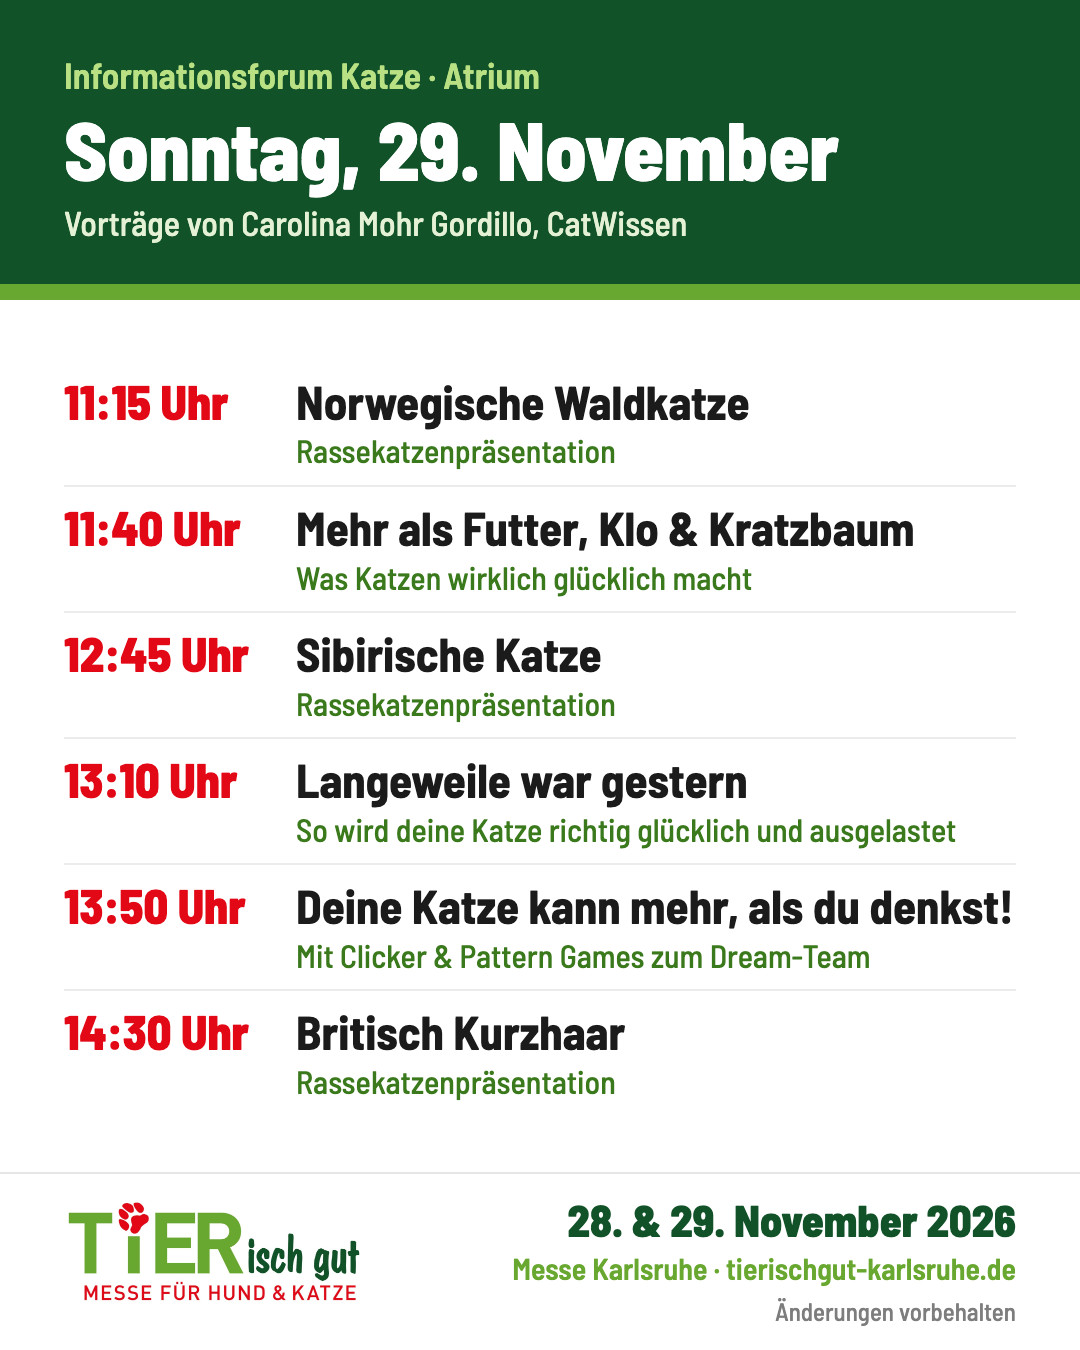 Informationsforum Katze · Atrium
Sonntag, 29. November
Vorträge von Carolina Mohr Gordillo, CatWissen
11:15 Uhr
Norwegische Waldkatze
Rassekatzenpräsentation
11:40 Uhr
Mehr als Futter, Klo & Kratzbaum
Was Katzen wirklich glücklich macht
12:45 Uhr
Sibirische Katze
Rassekatzenpräsentation
13:10 Uhr
Langeweile war gestern
So wird deine Katze richtig glücklich und ausgelastet
13:50 Uhr
Deine Katze kann mehr, als du denkst!
Mit Clicker & Pattern Games zum Dream-Team
14:30 Uhr
Britisch Kurzhaar
Rassekatzenpräsentation
TiERisch gut
MESSE FÜR HUND & KATZE
28. & 29. November 2026
Messe Karlsruhe · tierischgut-karlsruhe.de
Änderungen vorbehalten